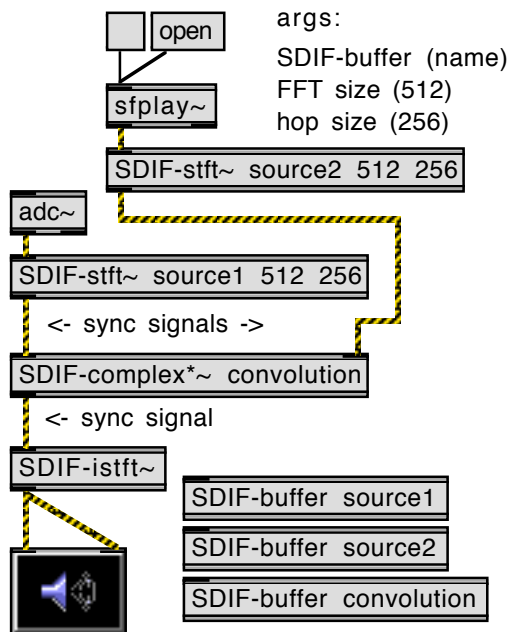 open
args:
SDIF-buffer (name)
FFT size (512)
hop size (256)
sfplay~
SDIF-stft~ source2 512 256
adc~
SDIF-stft~ source1 512 256
<- sync signals ->
SDIF-complex*~ convolution
<- sync signal
SDIF-istft~
SDIF-buffer source1
SDIF-buffer source2
SDIF-buffer convolution